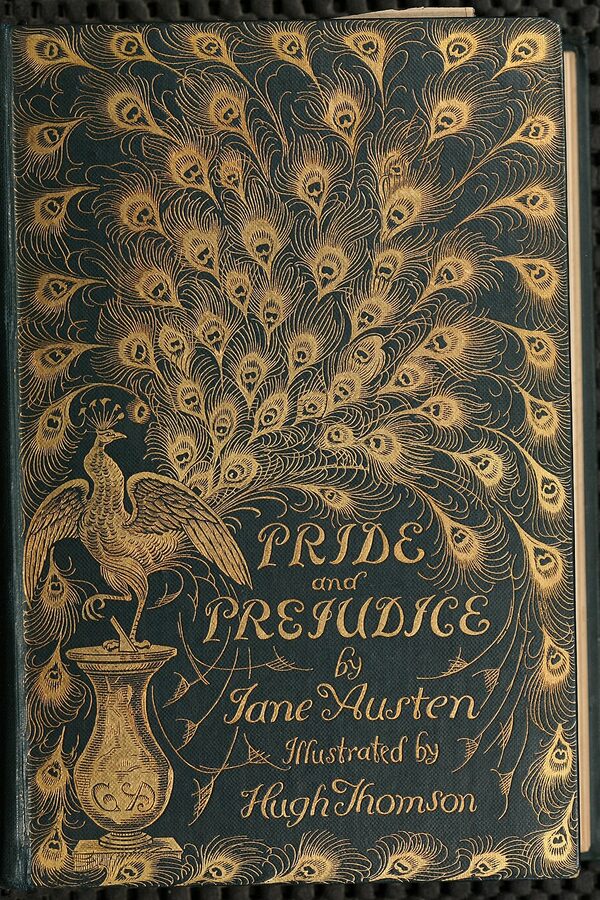 PRIDE
and
PREJUDICE
by
Jane Austen
Illustrated by
Hugh Thomson